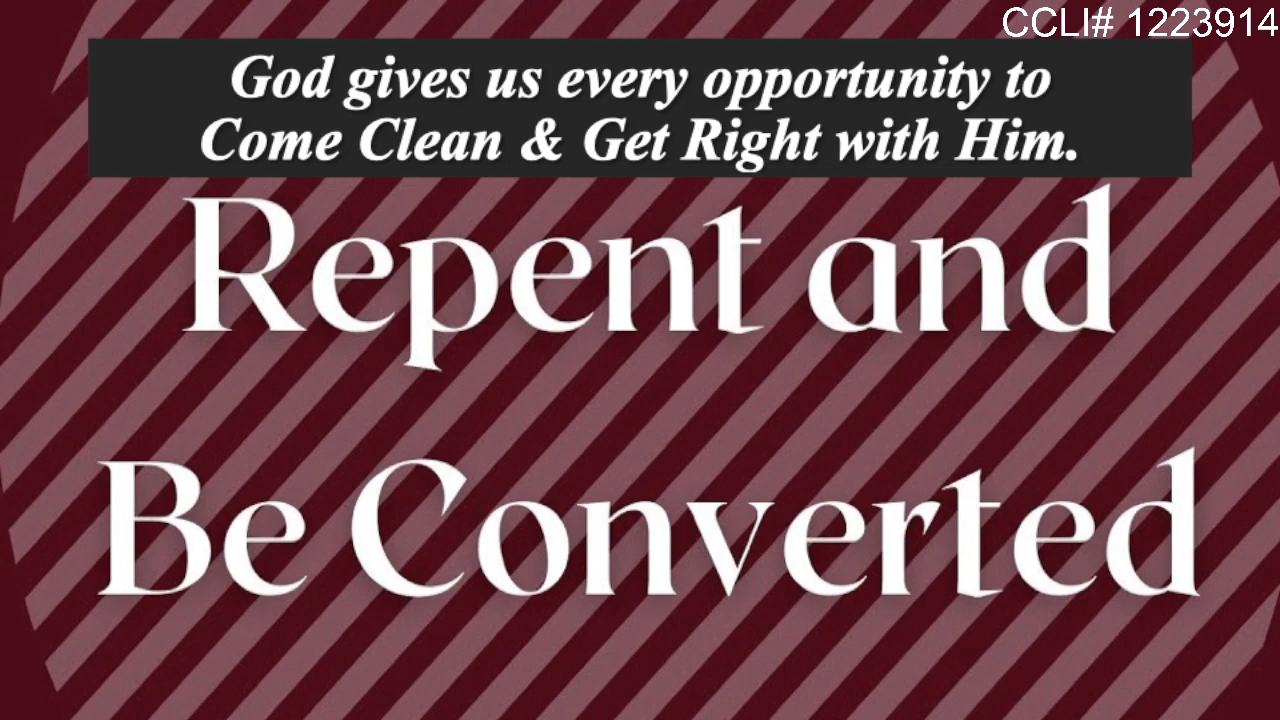 CCLI# 1223914
God gives us every opportunity to
Come Clean & Get Right with Him.
Repent and
Be Converted